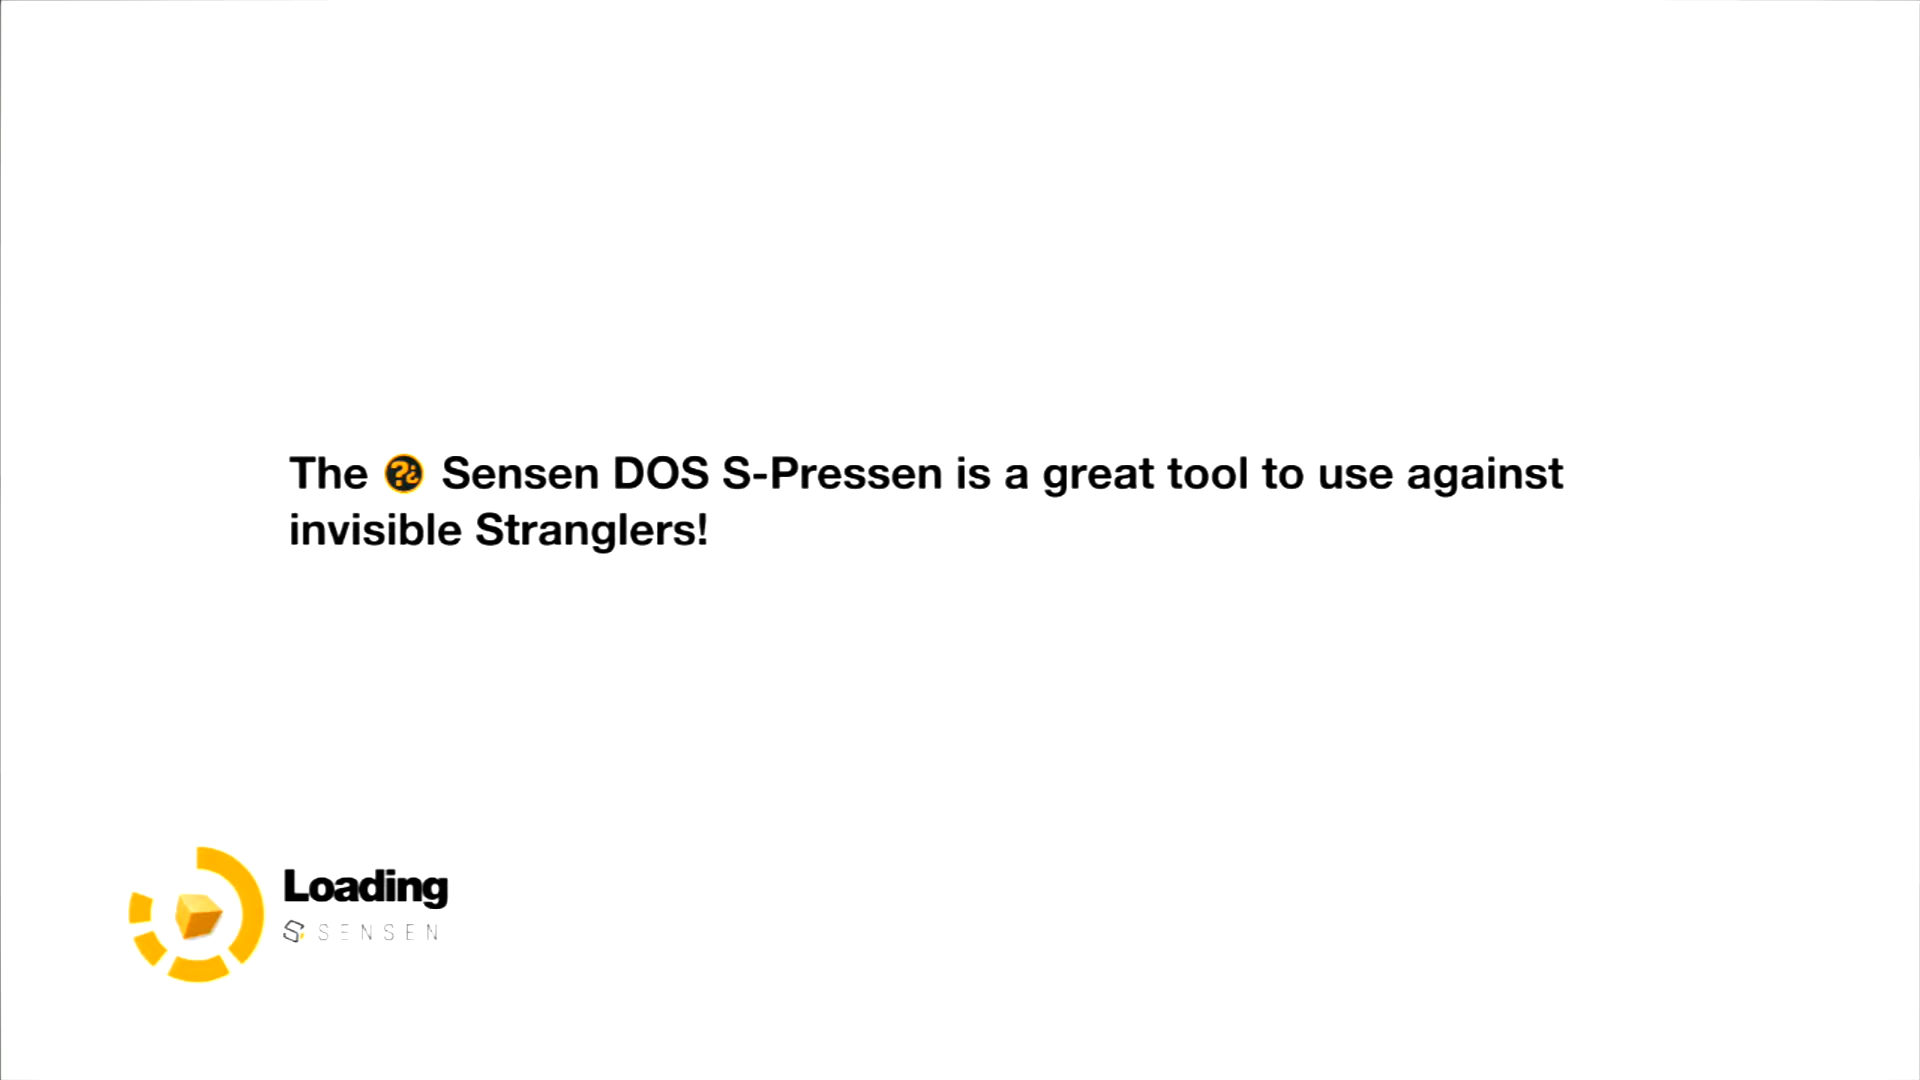 The ?¿ Sensen DOS S-Pressen is a great tool to use against
invisible Stranglers!
Loading
SENSEN